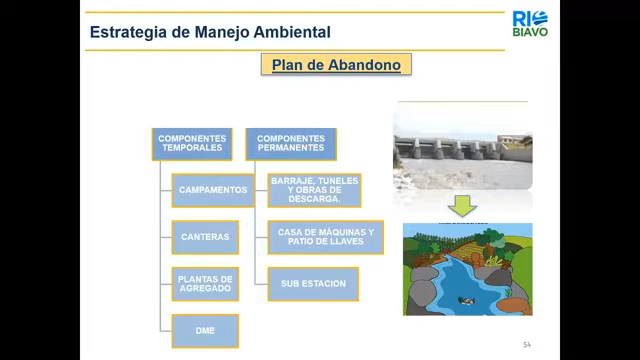 Estrategia de Manejo Ambiental
RIO
BIAVO
Plan de Abandono
COMPONENTES
TEMPORALES
CAMPAMENTOS
CANTERAS
PLANTAS DE
AGREGADO
DME
COMPONENTES
PERMANENTES
BARRAJE, TUNELES
Y OBRAS DE
DESCARGA.
CASA DE MÁQUINAS Y
PATIO DE LLAVES
SUB ESTACION
54